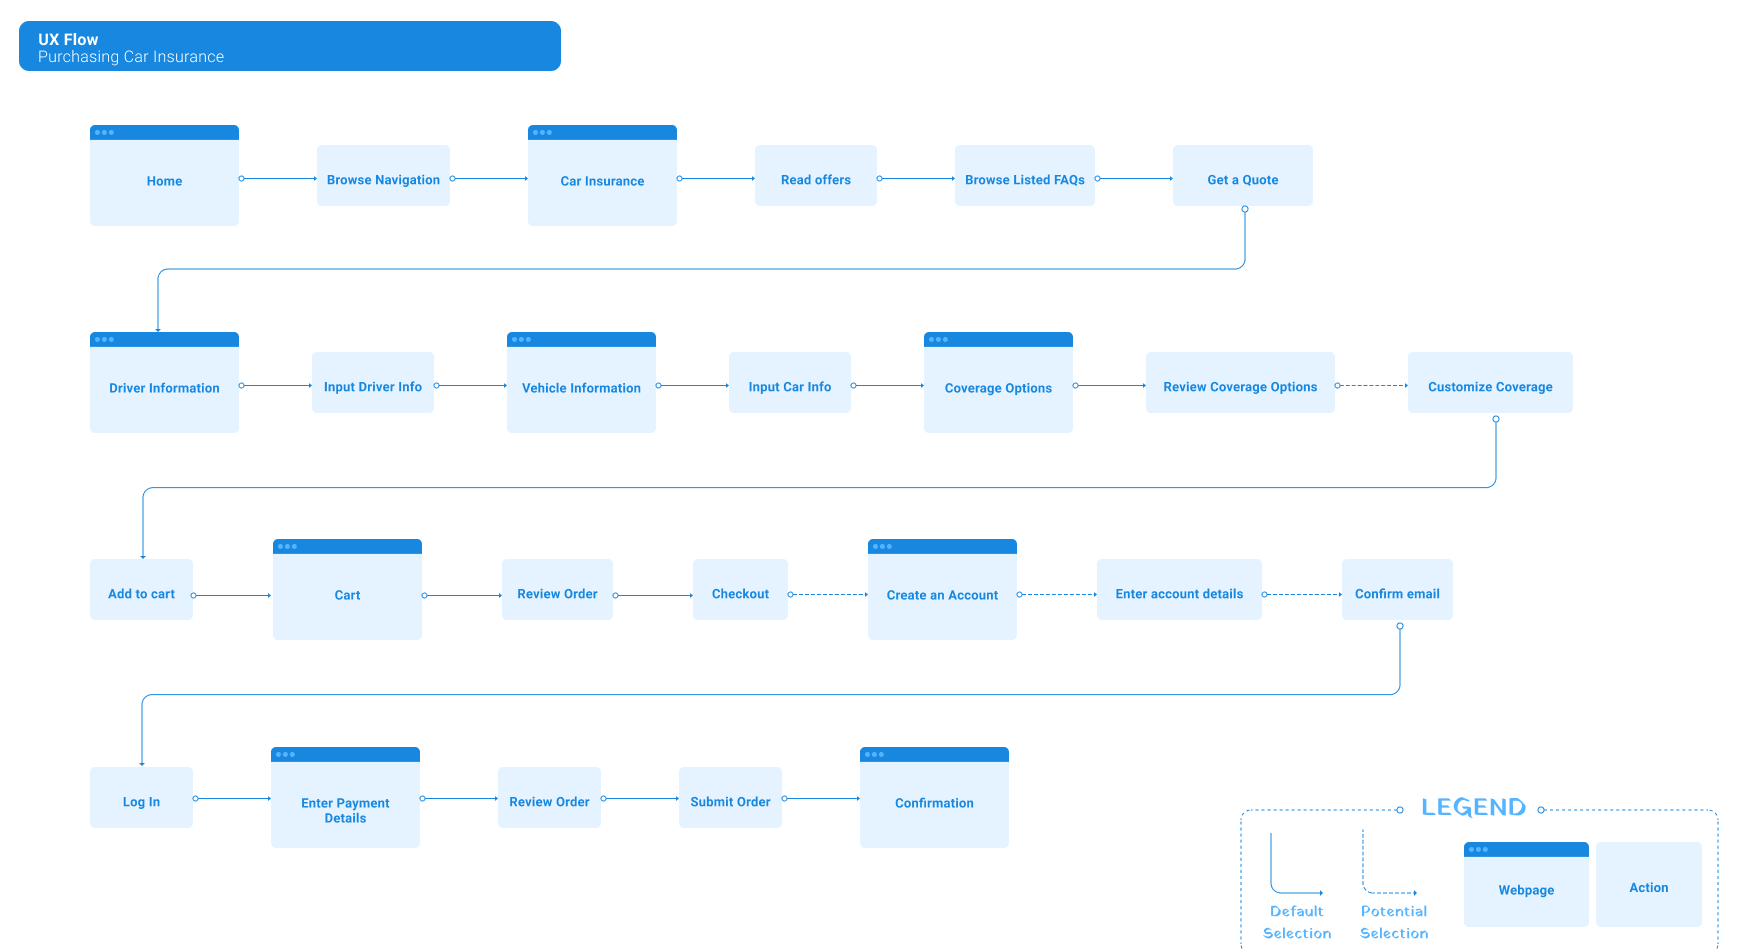 UX Flow
Purchasing Car Insurance
Home
Browse Navigation
Car Insurance
Read offers
Browse Listed FAQs
Get a Quote
Driver Information
Input Driver Info
Vehicle Information
Input Car Info
Coverage Options
Review Coverage Options
Customize Coverage
Add to cart
Cart
Review Order
Checkout
Create an Account
Enter account details
Confirm email
Log In
Enter Payment
Details
Review Order
Submit Order
Confirmation
LEGEND
Default
Selection
Potential
Selection
Webpage
Action